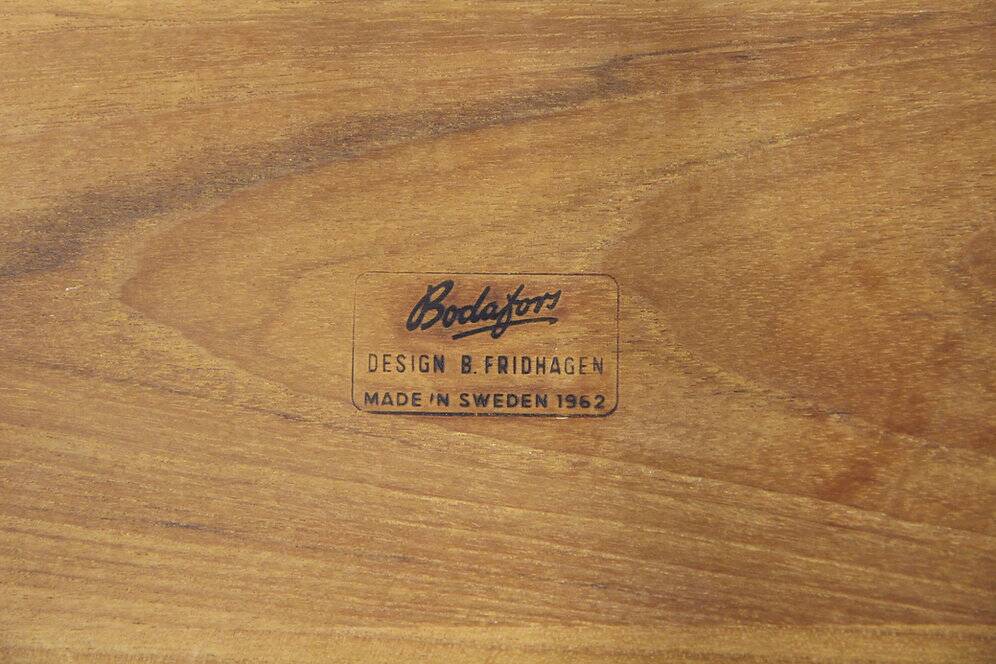 Bodafors
DESIGN B. FRIDHAGEN
MADE IN SWEDEN 1962